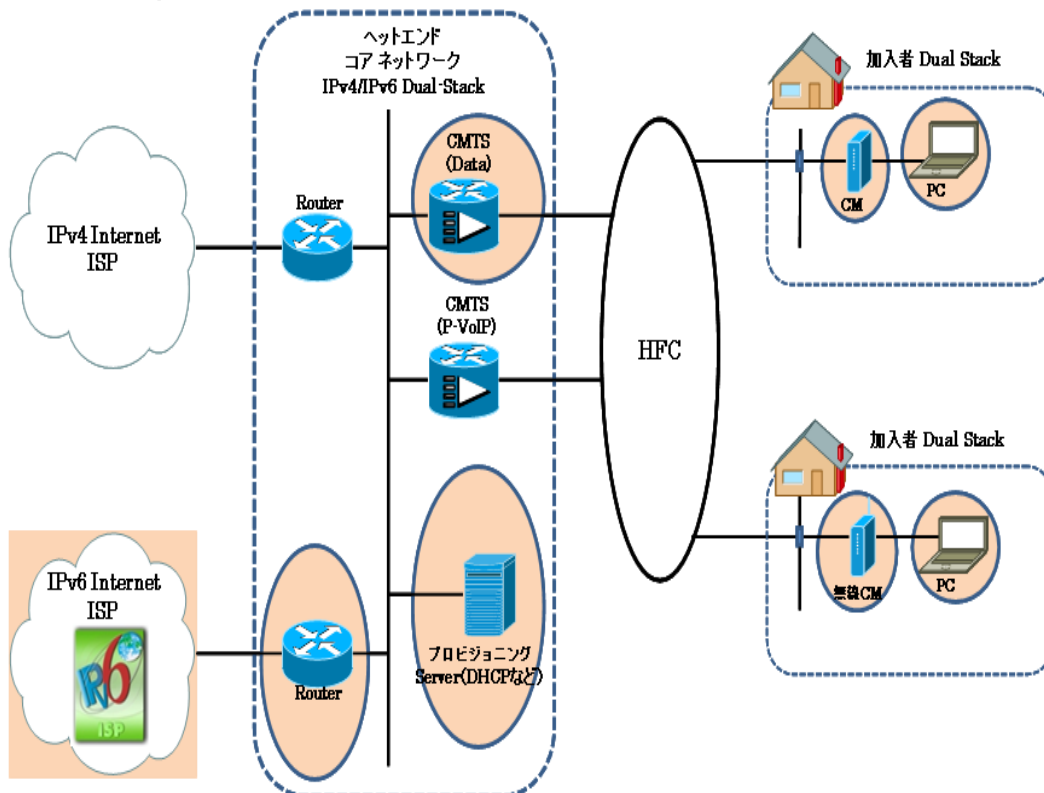 ヘットエンド
コア ネットワーク
IPv4/IPv6 Dual-Stack
加入者 Dual Stack
CMTS
(Data)
CM
PC
Router
IPv4 Internet
ISP
CMTS
(P-VoIP)
HFC
加入者 Dual Stack
無線CM
PC
IPv6 Internet
ISP
IPv6
ISP
Router
プロビジョニング
Server(DHCPなど)